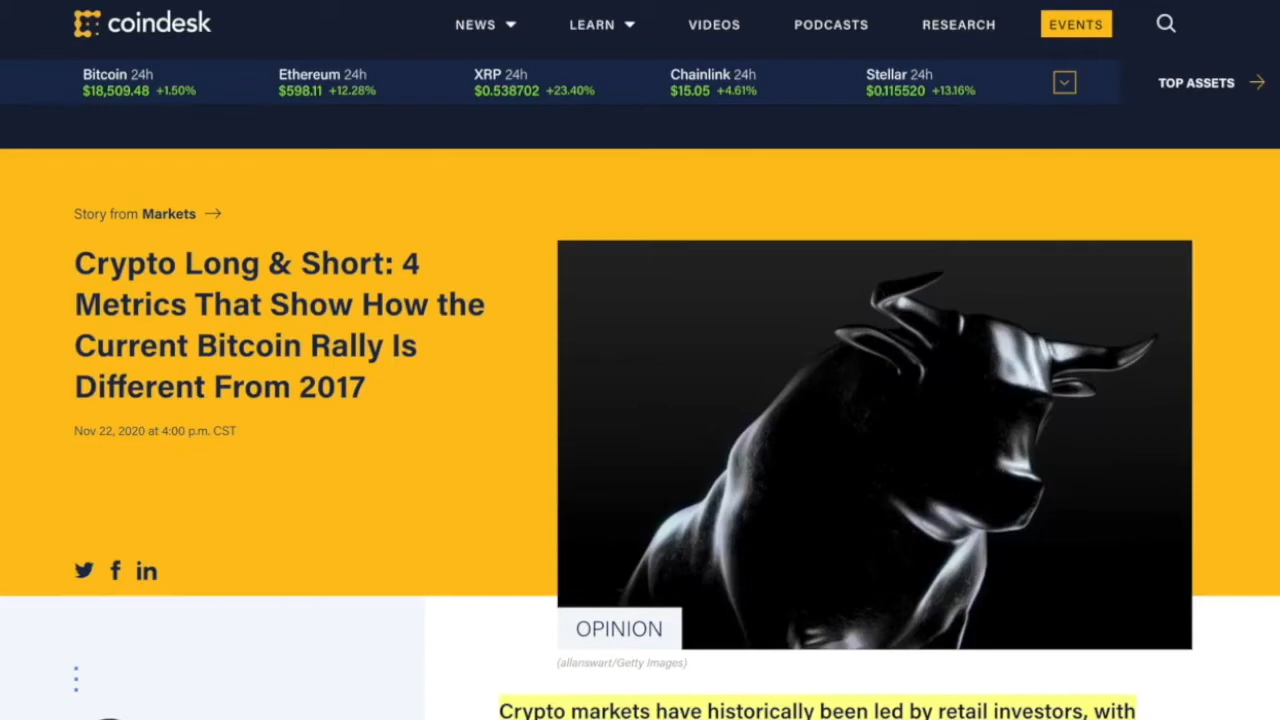 coindesk
NEWS LEARN VIDEOS PODCASTS RESEARCH EVENTS
Bitcoin 24h
$18,509.48 +1.50%
Ethereum 24h
$598.11 +12.28%
XRP 24h
$0.538702 +23.40%
Chainlink 24h
$15.05 +4.61%
Stellar 24h
$0.115520 +13.16%
TOP ASSETS
Story from Markets
Crypto Long & Short: 4
Metrics That Show How the
Current Bitcoin Rally Is
Different From 2017
Nov 22, 2020 at 4:00 p.m. CST
OPINION
(allanswart/Getty Images)
Crypto markets have historically been led by retail investors, with